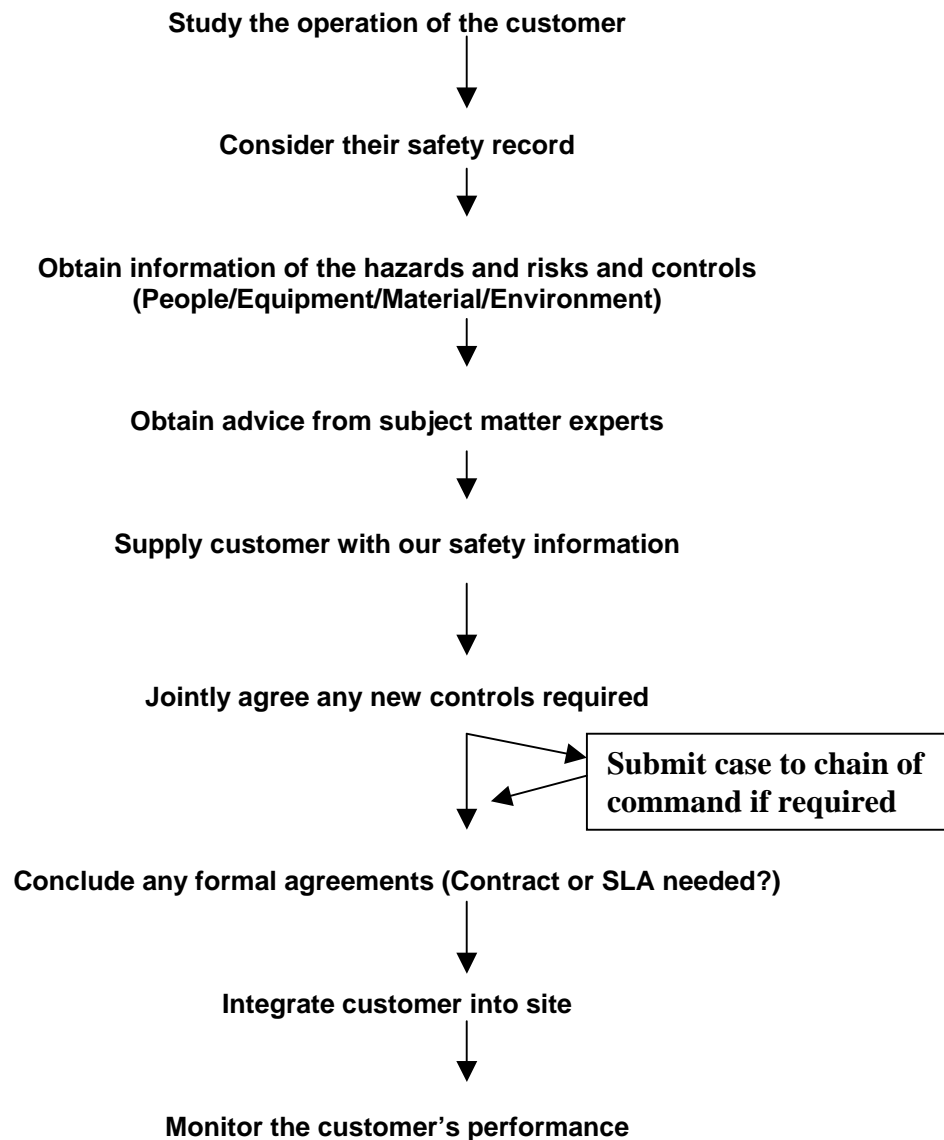 Study the operation of the customer
Consider their safety record
Obtain information of the hazards and risks and controls
(People/Equipment/Material/Environment)
Obtain advice from subject matter experts
Supply customer with our safety information
Jointly agree any new controls required
Submit case to chain of
command if required
Conclude any formal agreements (Contract or SLA needed?)
Integrate customer into site
Monitor the customer’s performance